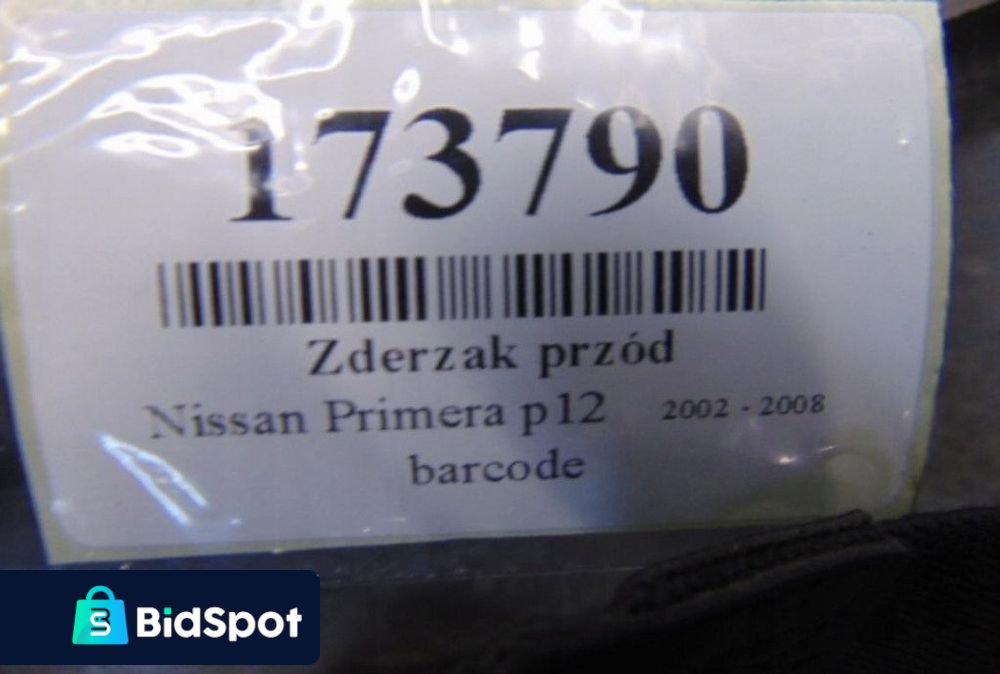 173790
Zderzak przód
Nissan Primera p12 2002 - 2008
barcode
BidSpot